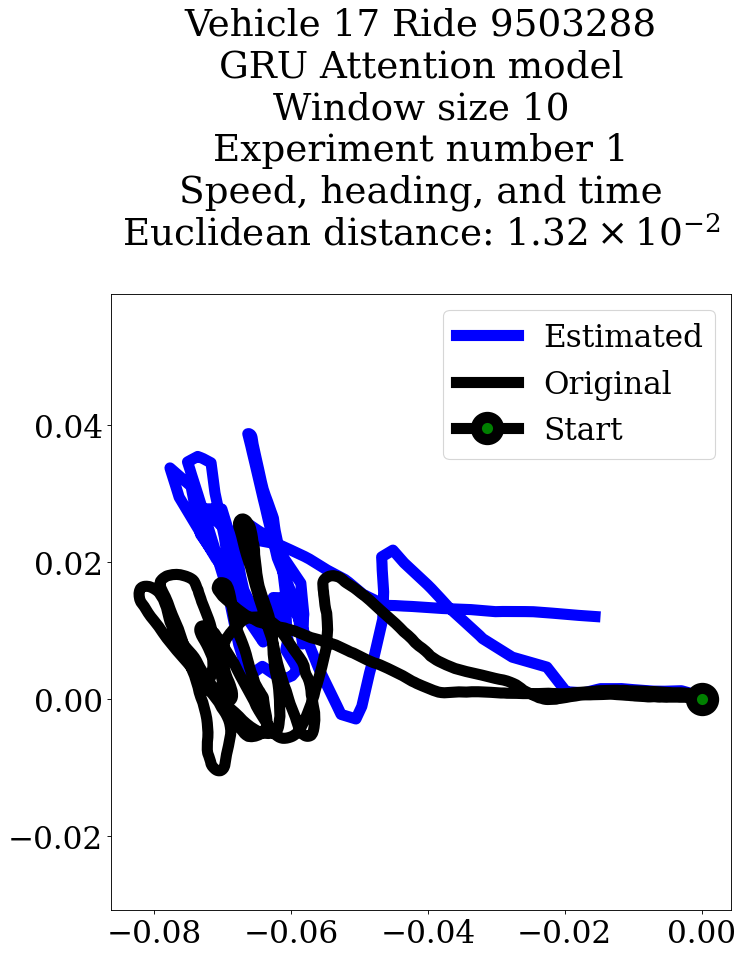 Vehicle 17 Ride 9503288
GRU Attention model
Window size 10
Experiment number 1
Speed, heading, and time
Euclidean distance: 1.32 × 10⁻²
Estimated
Original
Start
0.04
0.02
0.00
−0.02
−0.08 −0.06 −0.04 −0.02 0.00